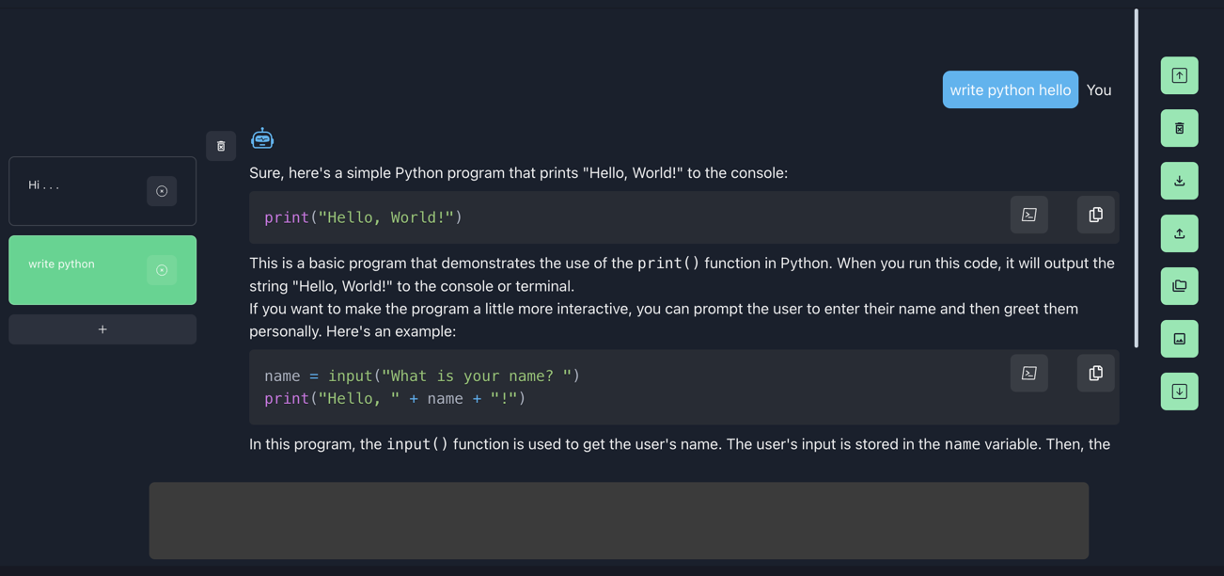 write python hello
You
Hi . . .
write python
+
Sure, here's a simple Python program that prints "Hello, World!" to the console:
print("Hello, World!")
This is a basic program that demonstrates the use of the print() function in Python. When you run this code, it will output the
string "Hello, World!" to the console or terminal.
If you want to make the program a little more interactive, you can prompt the user to enter their name and then greet them
personally. Here's an example:
name = input("What is your name? ")
print("Hello, " + name + "!")
In this program, the input() function is used to get the user's name. The user's input is stored in the name variable. Then, the